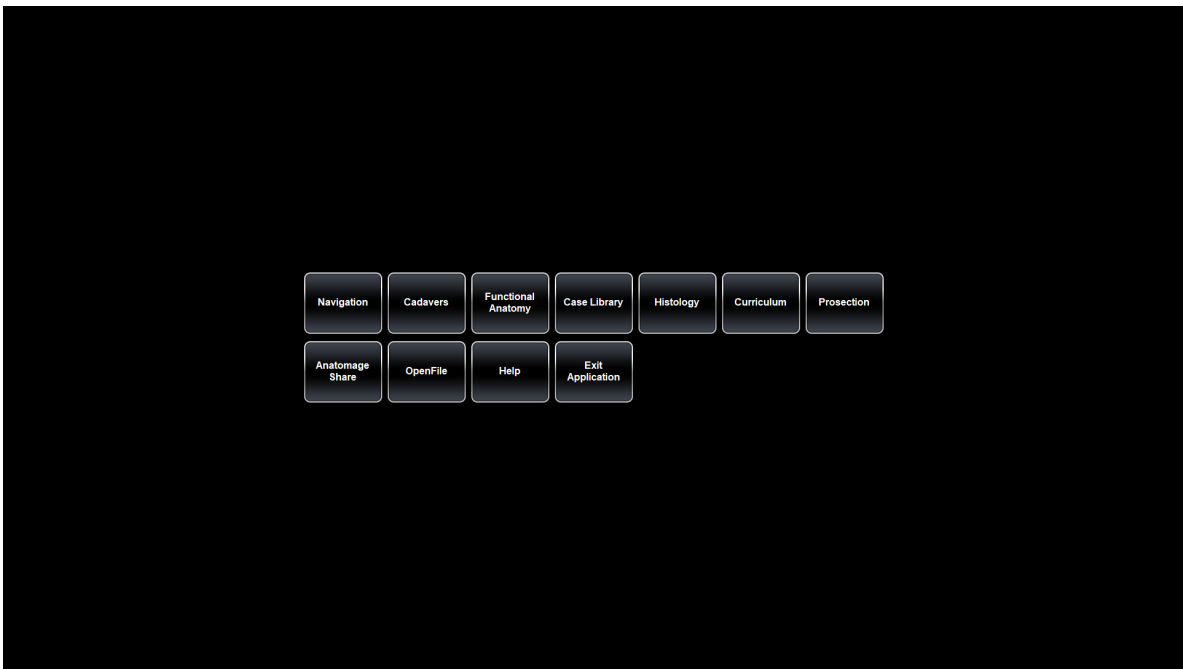 Navigation
Cadavers
Functional
Anatomy
Case Library
Histology
Curriculum
Prosection
Anatomage
Share
OpenFile
Help
Exit
Application